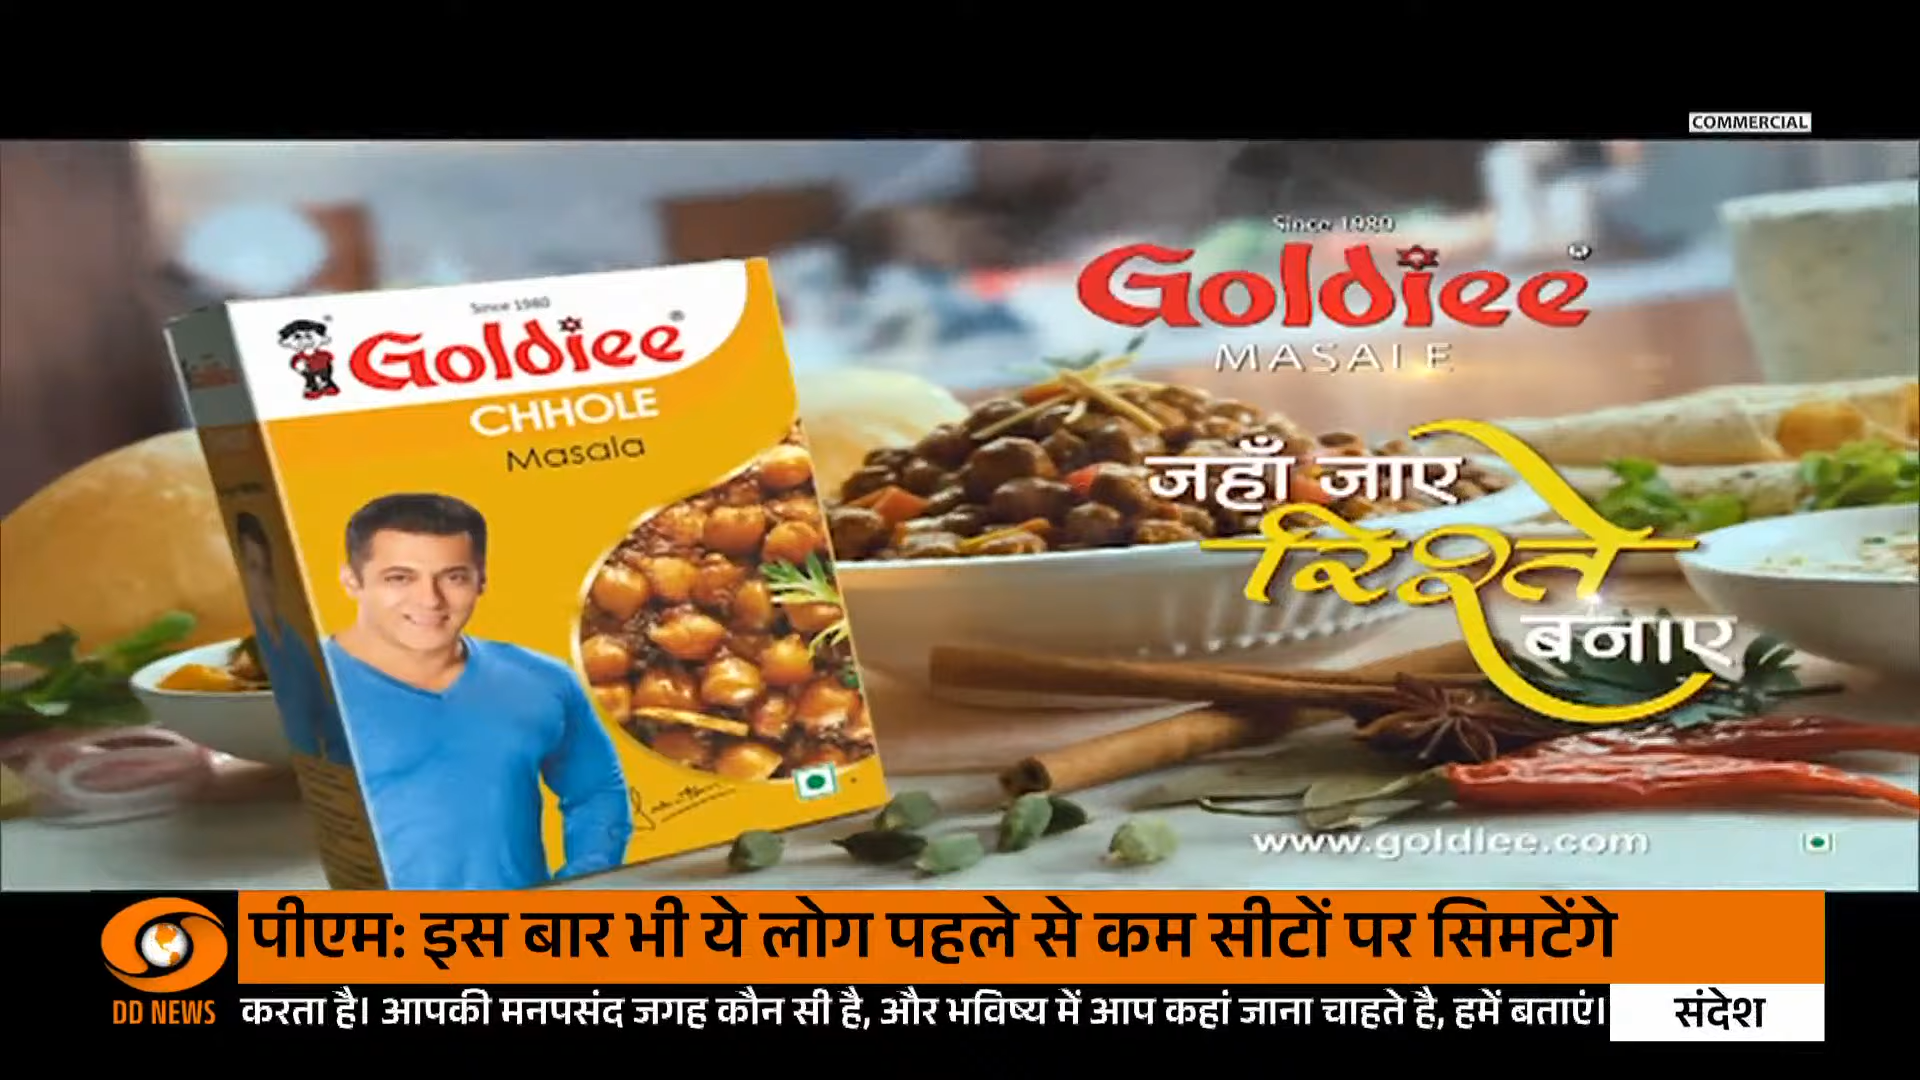 COMMERCIAL
Since 1980
Goldiee
MASALE
Since 1980
Goldiee
CHHOLE
Masala
जहाँ जाए
रिश्ते
बनाए
www.goldiee.com
पीएम: इस बार भी ये लोग पहले से कम सीटों पर सिमटेंगे
DD NEWS
करता है। आपकी मनपसंद जगह कौन सी है, और भविष्य में आप कहां जाना चाहते है, हमें बताएं।
संदेश